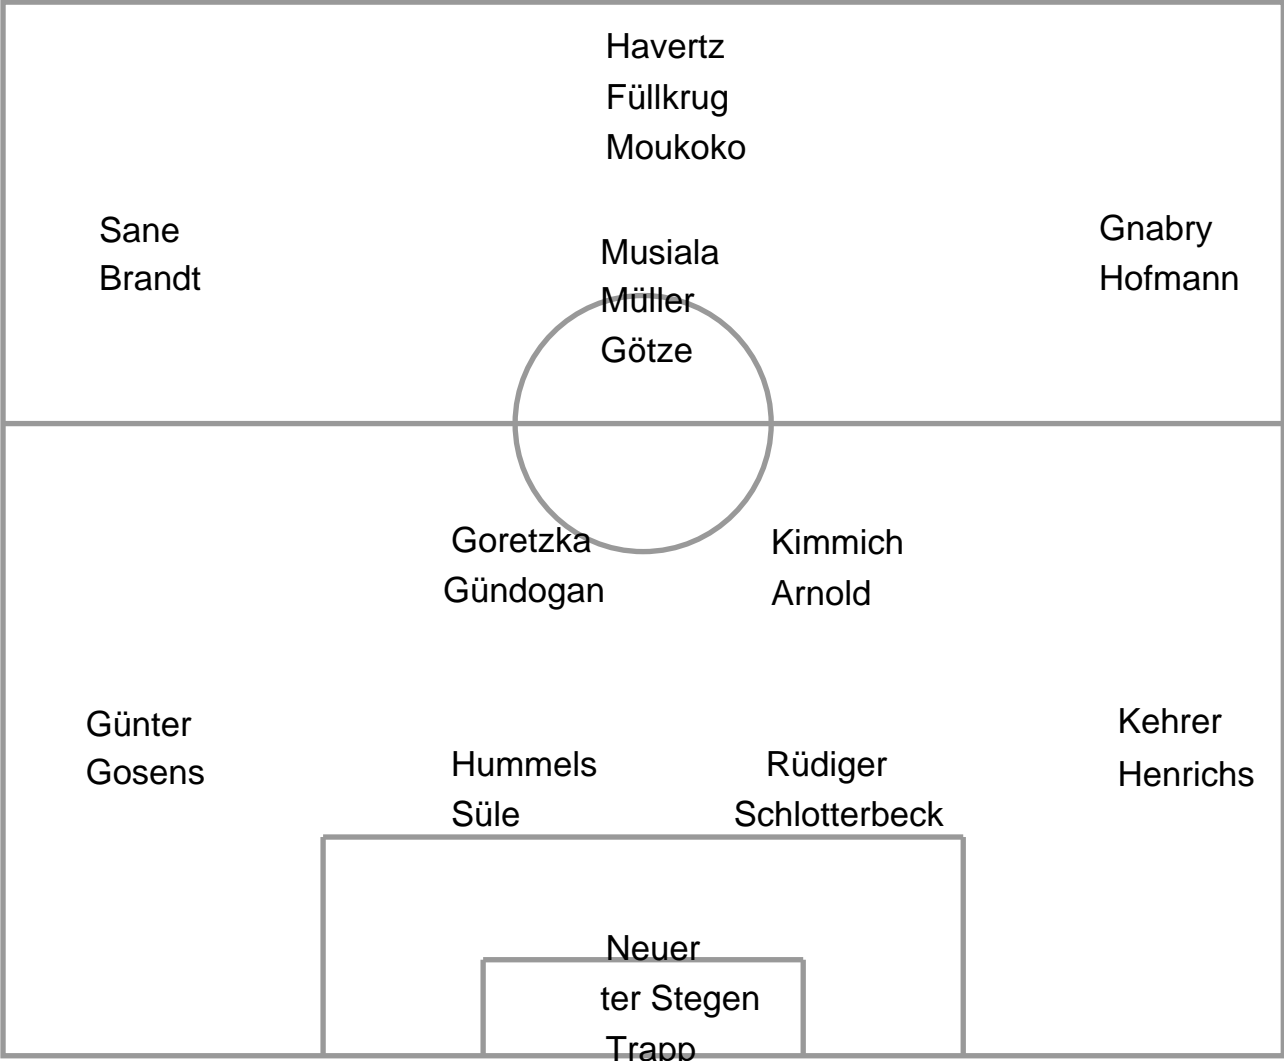 Havertz
Füllkrug
Moukoko
Sane
Brandt
Musiala
Müller
Götze
Gnabry
Hofmann
Goretzka
Gündogan
Kimmich
Arnold
Günter
Gosens
Hummels
Süle
Rüdiger
Schlotterbeck
Kehrer
Henrichs
Neuer
ter Stegen
Trapp